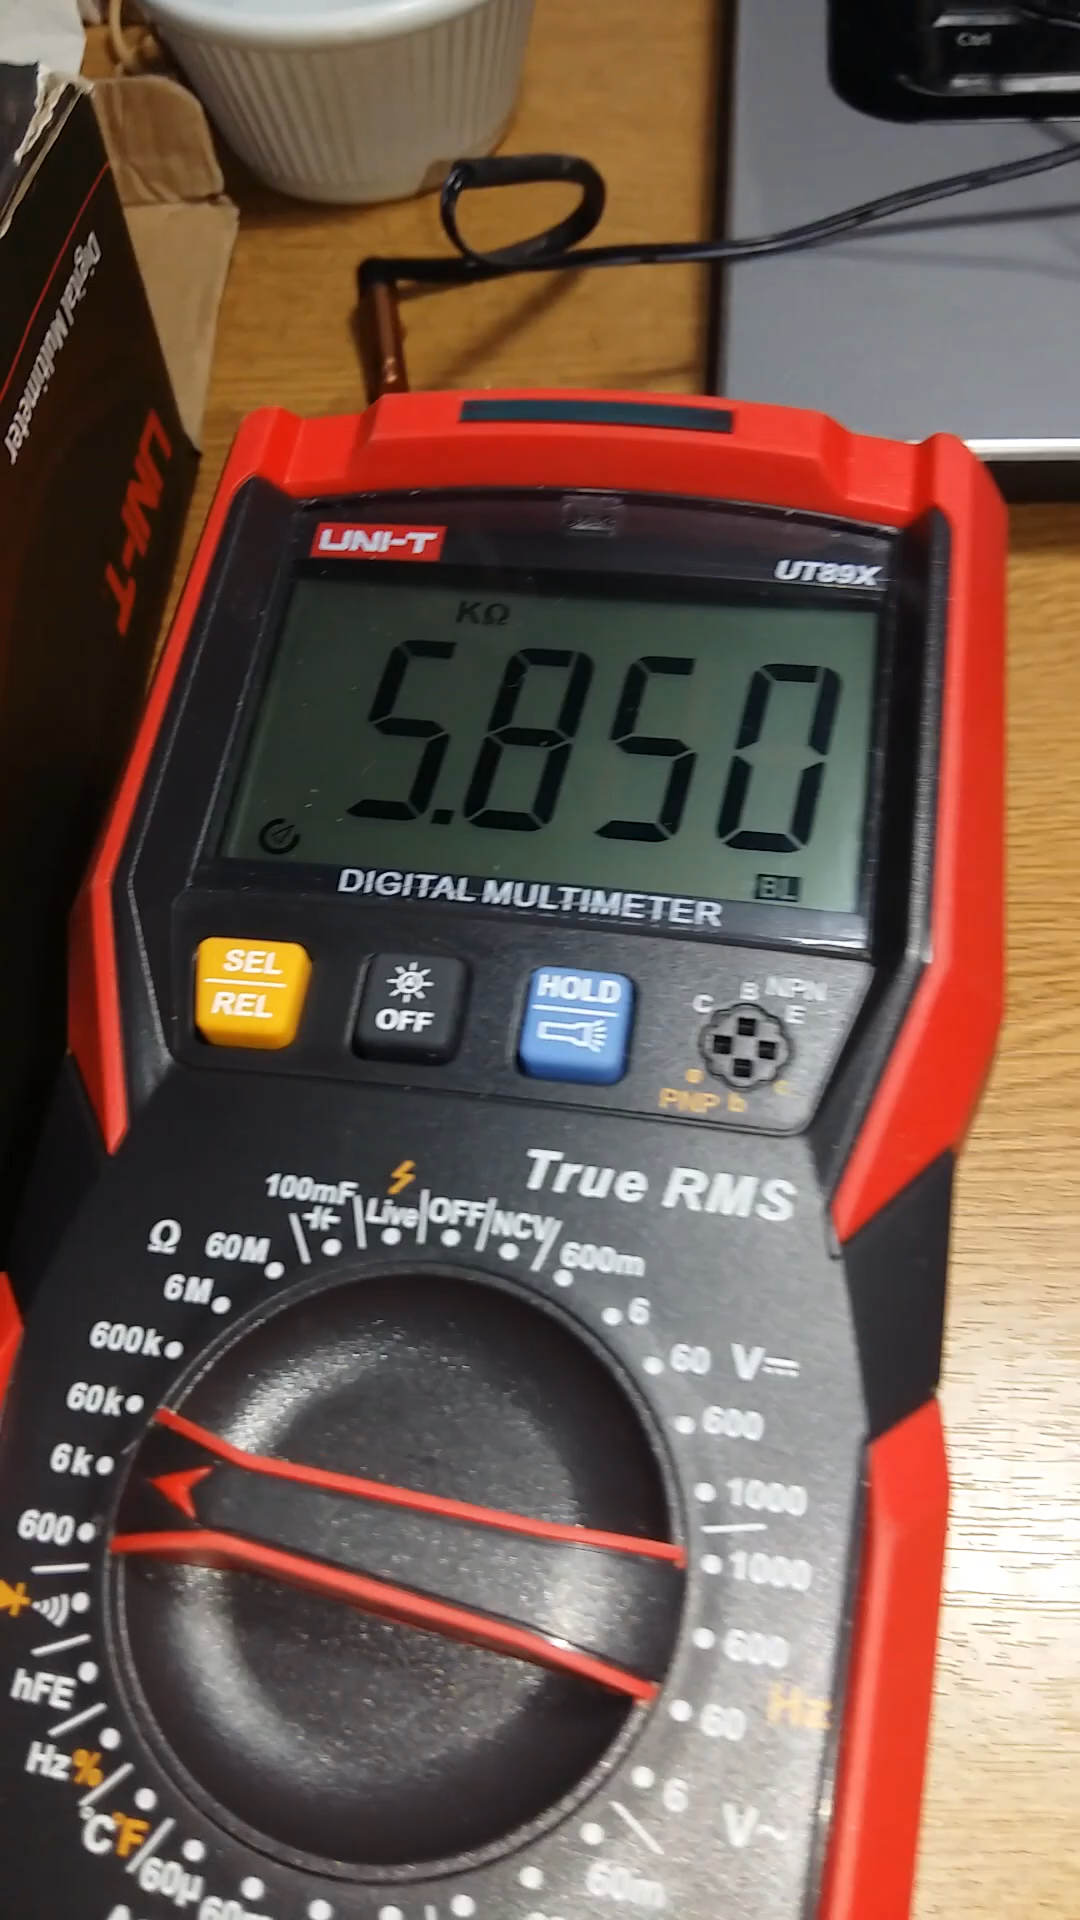 Ctrl
Digital Multimeter
UNI-T
UNI-T
UT89X
KΩ
5.850
BL
DIGITAL MULTIMETER
SEL
REL
OFF
HOLD
NPN
C B E
e b c
PNP
True RMS
100mF Live OFF NCV 600m
Ω 60M
6M
600k
60k
6k
600
hFE
Hz%
°C°F
60µ
6
60 V
600
1000
1000
600
60 Hz
6
V~
60m